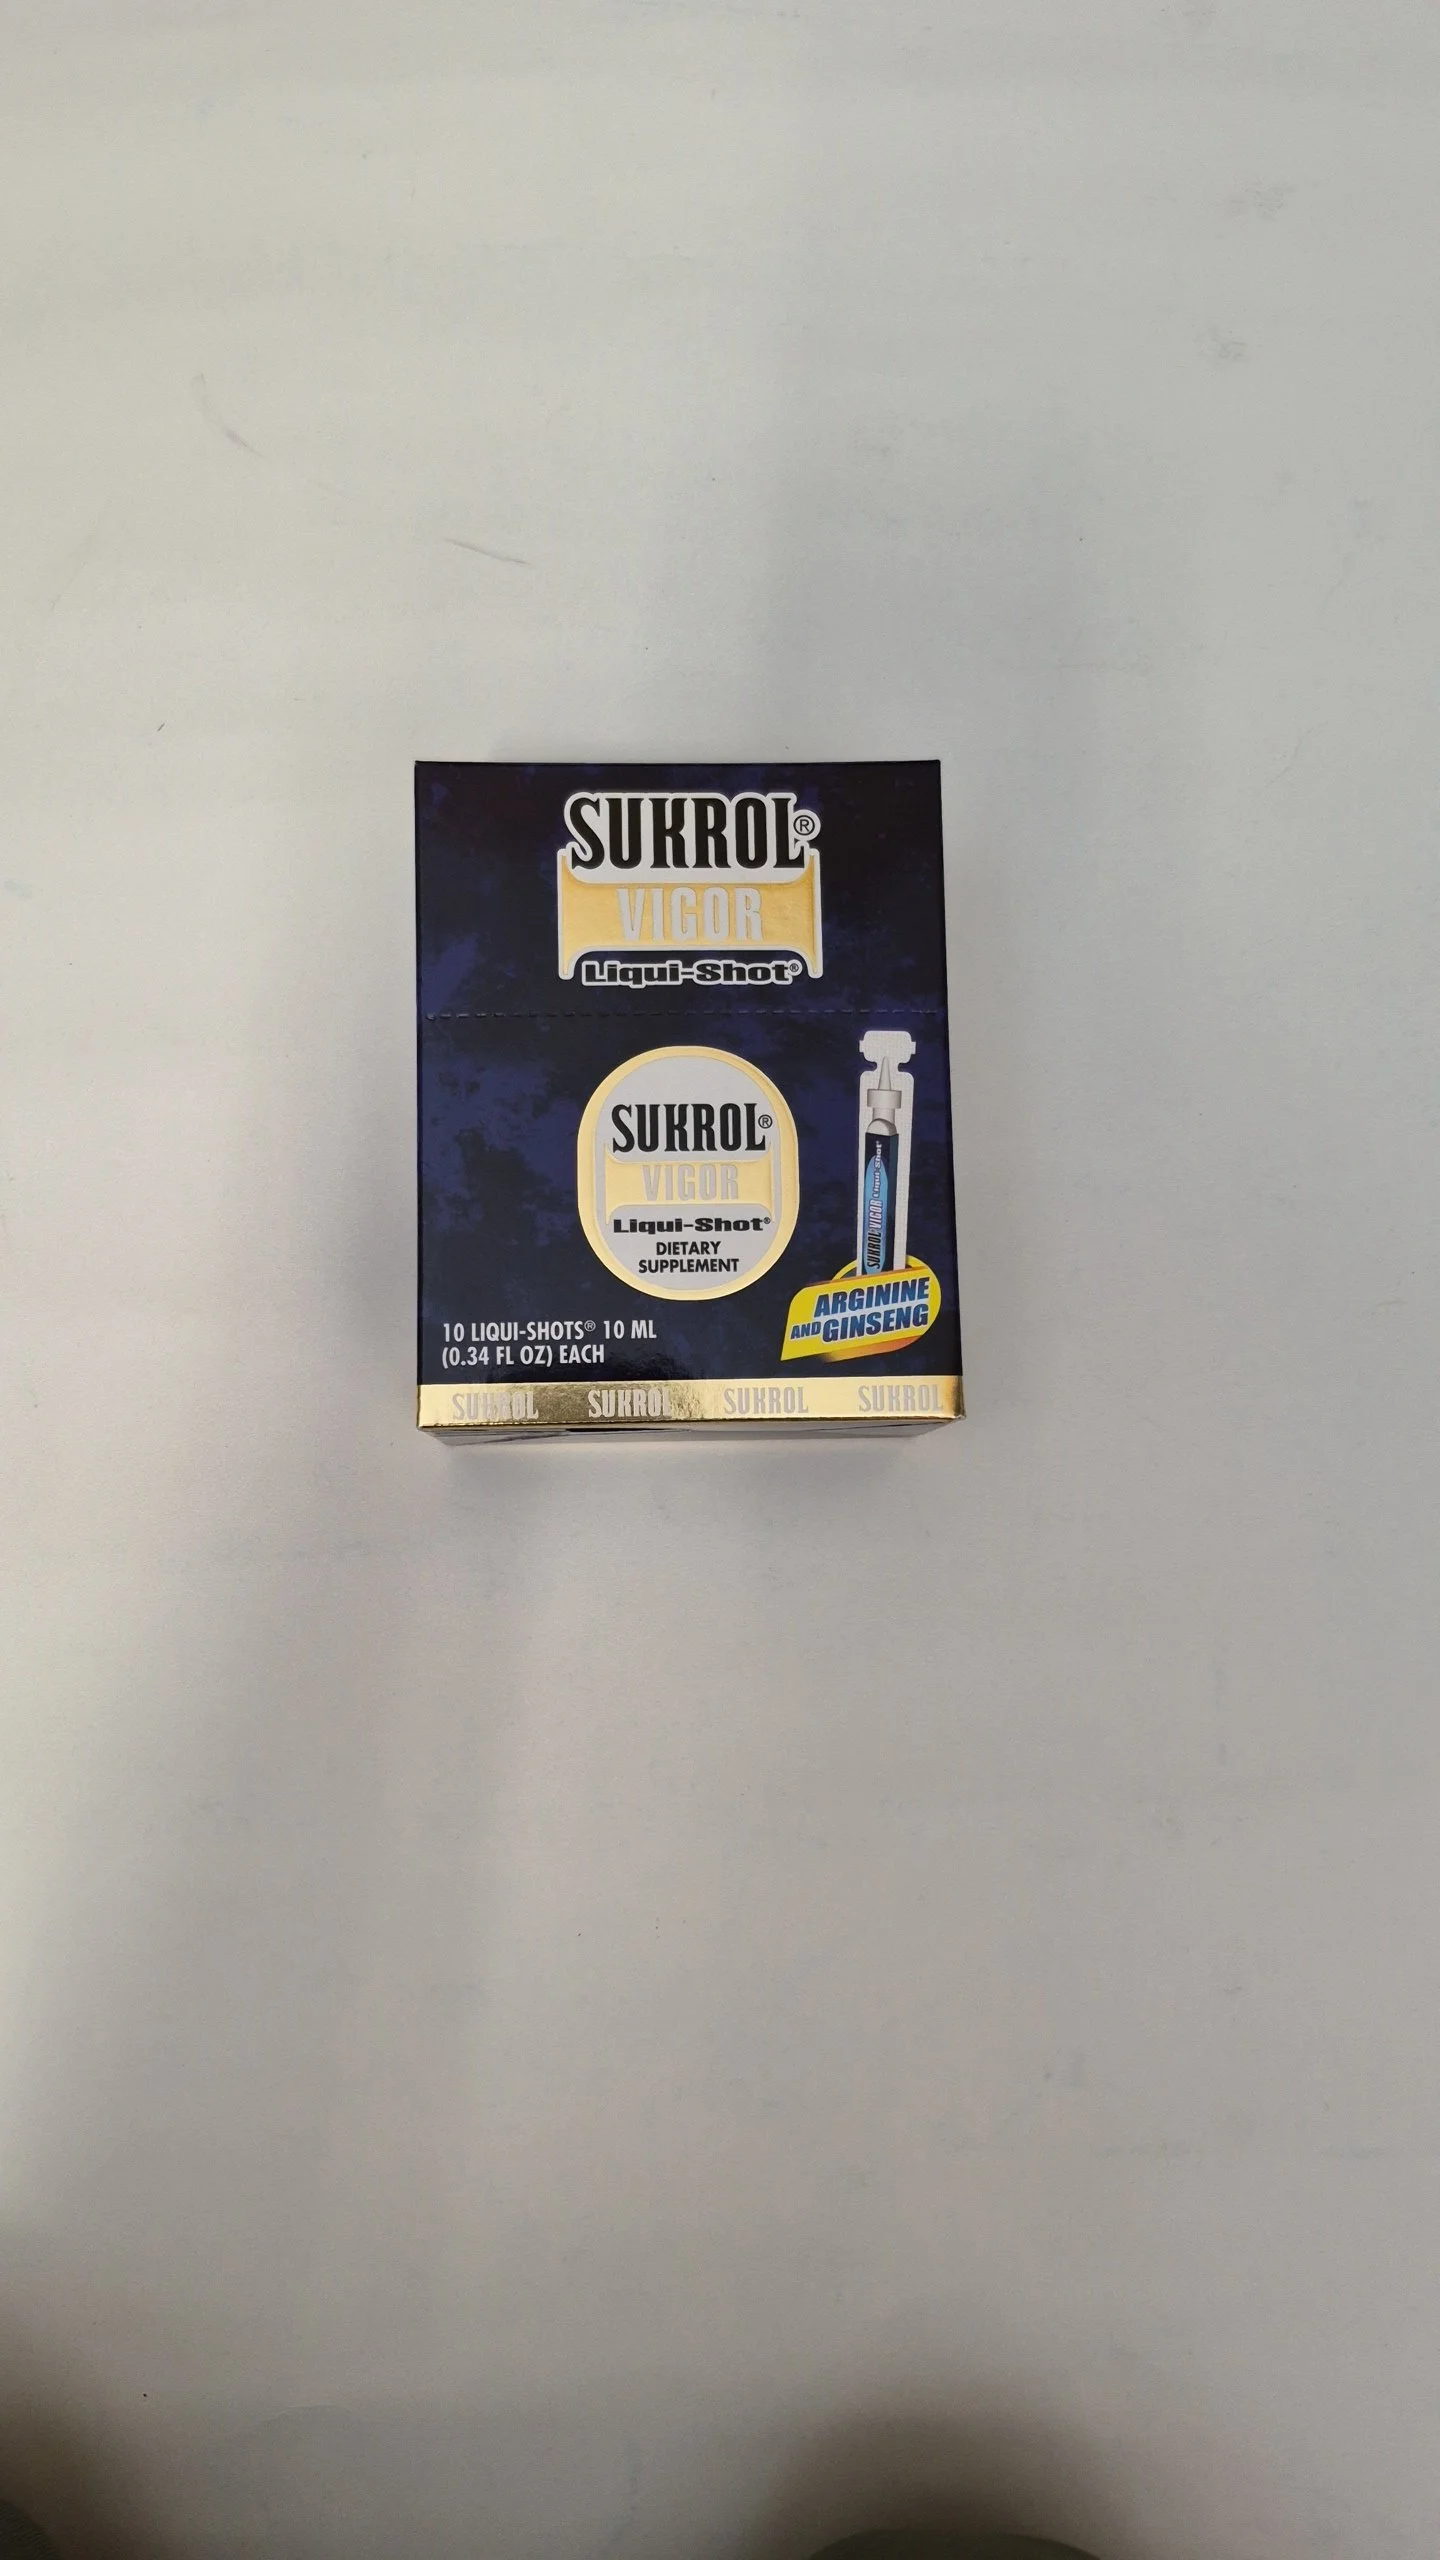 SUKROL®
VIGOR
Liqui-Shot®
SUKROL®
VIGOR
Liqui-Shot®
DIETARY
SUPPLEMENT
SUKROL VIGOR Liqui-Shot®
ARGININE
AND GINSENG
10 LIQUI-SHOTS® 10 ML
(0.34 FL OZ) EACH
SUKROL SUKROL SUKROL SUKROL